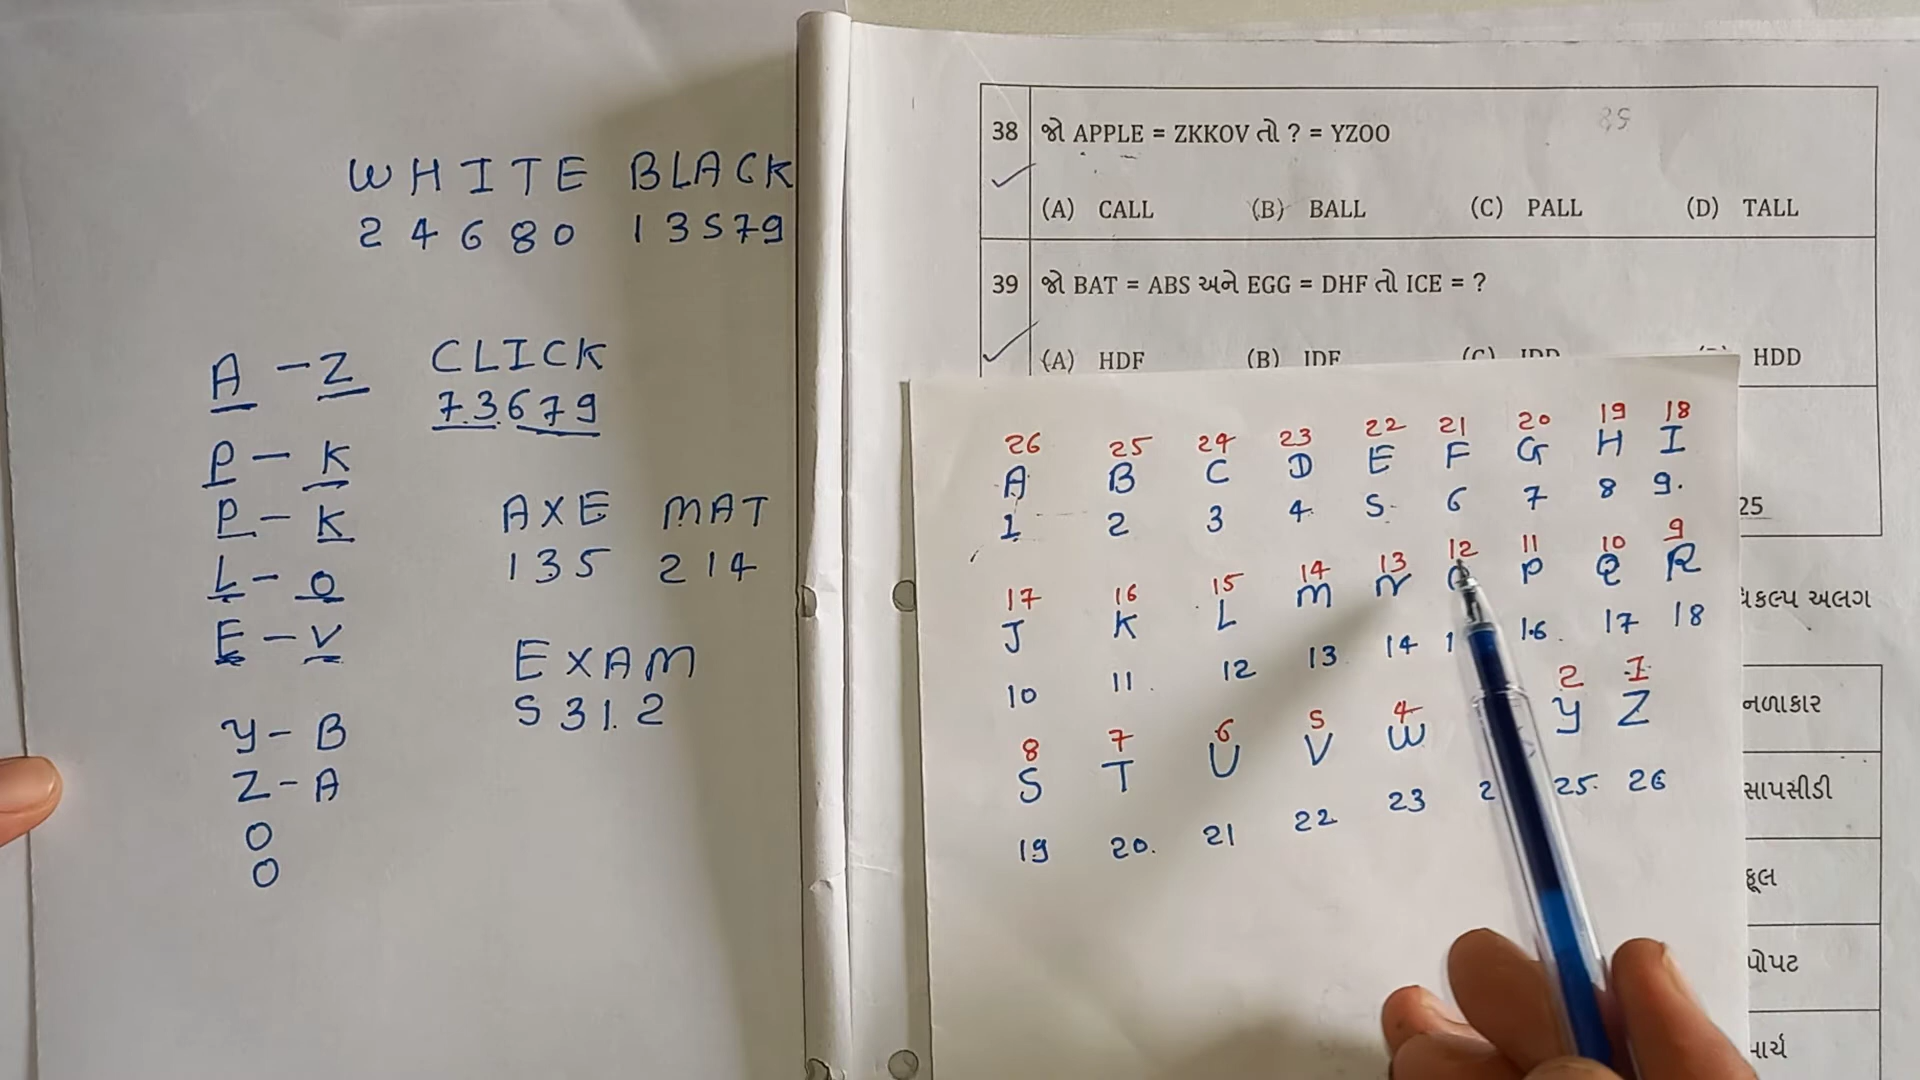 WHITE BLACK
24680 13579
A - Z
P - K
P - K
L - O
E - V
Y - B
Z - A
O
O
CLICK
73679
AXE MAT
135 214
EXAM
5312
38 જો APPLE = ZKKOV તો ? = YZOO
(A) CALL (B) BALL (C) PALL (D) TALL
39 જો BAT = ABS અને EGG = DHF તો ICE = ?
(A) HDF (B) IDF (C) IDD HDD
26 25 24 23 22 21 20 19 18
A B C D E F G H I
1 2 3 4 5 6 7 8 9
17 16 15 14 13 12 11 10 9
J K L M N P Q R
10 11 12 13 14 16 17 18
8 7 6 5 4 2 1
S T U V W Y Z
19 20 21 22 23 25 26
25
વિકલ્પ અલગ
નળાકાર
સાપસીડી
ફૂલ
પોપટ